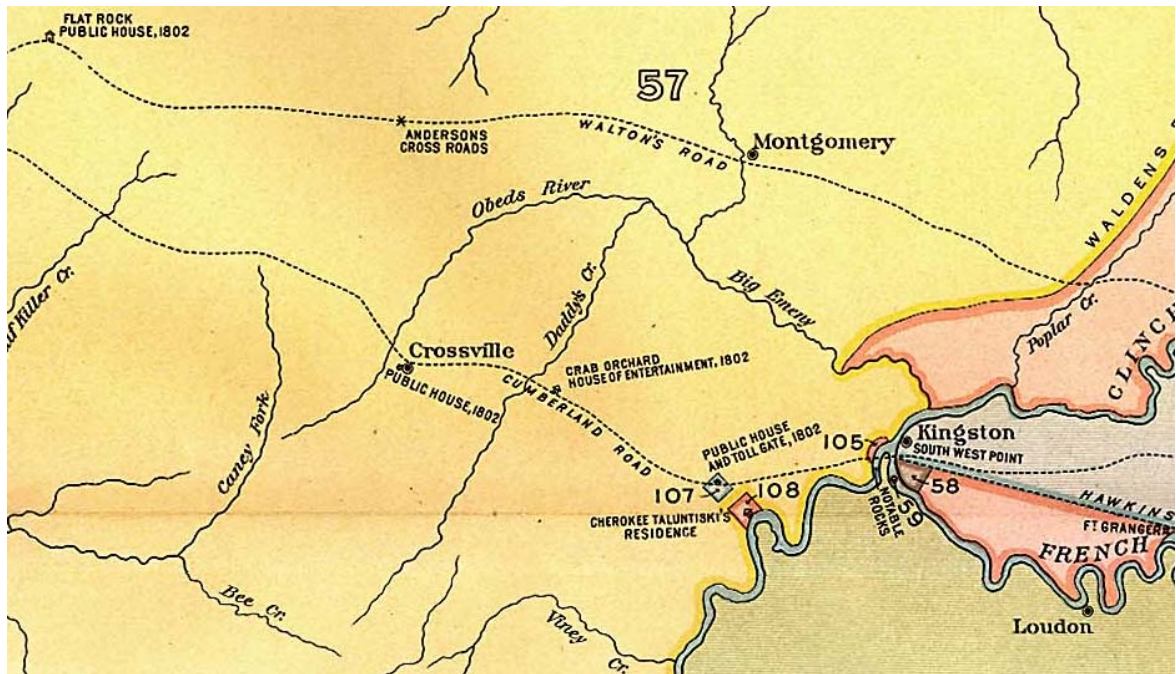 FLAT ROCK
PUBLIC HOUSE, 1802
57
ANDERSONS
CROSS ROADS
WALTON'S ROAD
Montgomery
WALDENS
Obeds River
Daddys Cr.
Big Emeny
Poplar Cr.
CLINCH
Killer Cr.
Crossville
PUBLIC HOUSE, 1802
CRAB ORCHARD
HOUSE OF ENTERTAINMENT, 1802
CUMBERLAND ROAD
Caney Fork
PUBLIC HOUSE
AND TOLL GATE, 1802
105
Kingston
SOUTH WEST POINT
107
108
CHEROKEE TALUNTISKI'S
RESIDENCE
NOTABLE
ROCKS
59
58
HAWKINS
FT GRANGERS
FRENCH
Bee Cr.
Viney
Cr.
Loudon